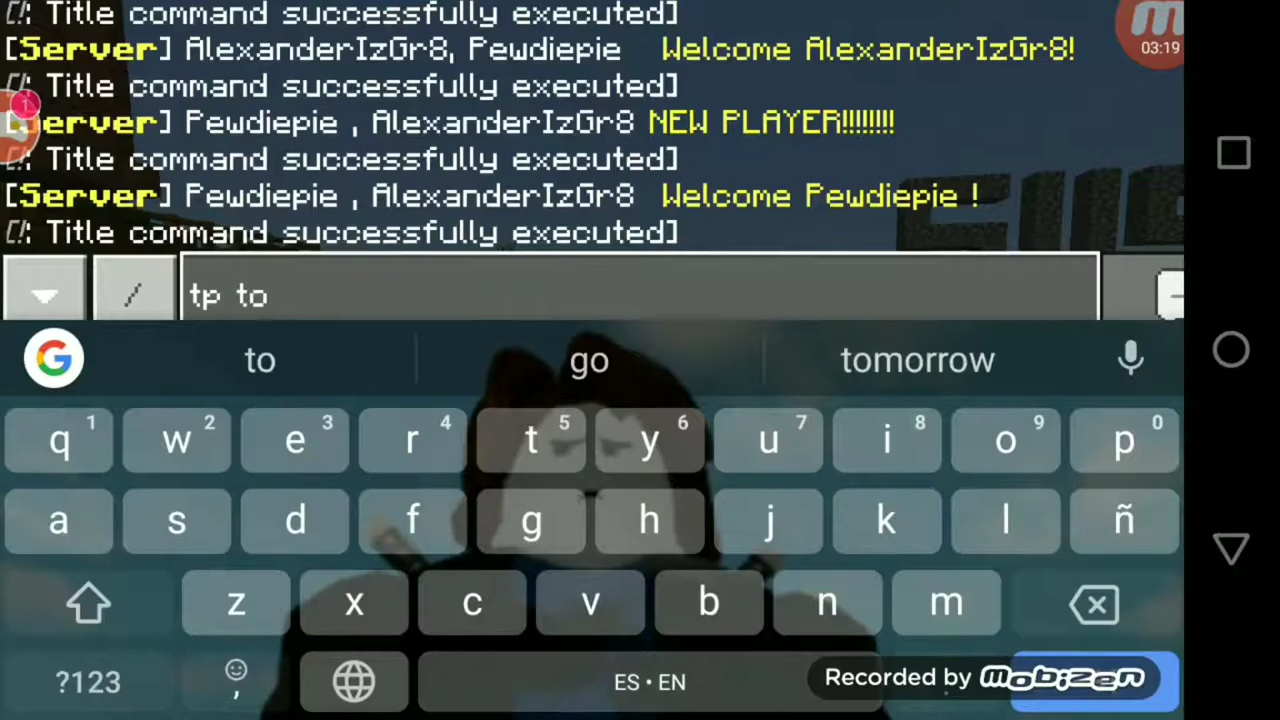 [!: Title command successfully executed]
[Server] AlexanderIzGr8, Pewdiepie Welcome AlexanderIzGr8!
[!: Title command successfully executed]
[Server] Pewdiepie , AlexanderIzGr8 NEW PLAYER!!!!!!!!
[!: Title command successfully executed]
[Server] Pewdiepie , AlexanderIzGr8 Welcome Pewdiepie !
[!: Title command successfully executed]
03:19
1
/ tp to
to go tomorrow
q 1 w 2 e 3 r 4 t 5 y 6 u 7 i 8 o 9 p 0
a s d f g h j k l ñ
z x c v b n m
?123 , ES • EN
Recorded by mobizen